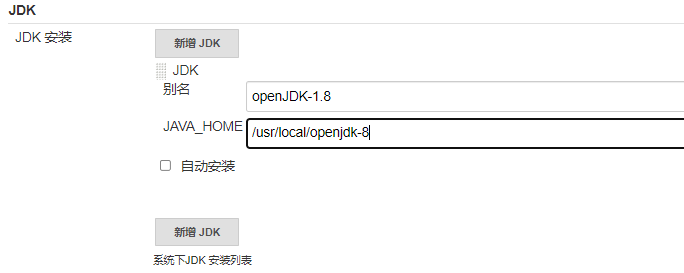 JDK
JDK 安装
新增 JDK
JDK
别名
openJDK-1.8
JAVA_HOME
/usr/local/openjdk-8
自动安装
新增 JDK
系统下JDK 安装列表